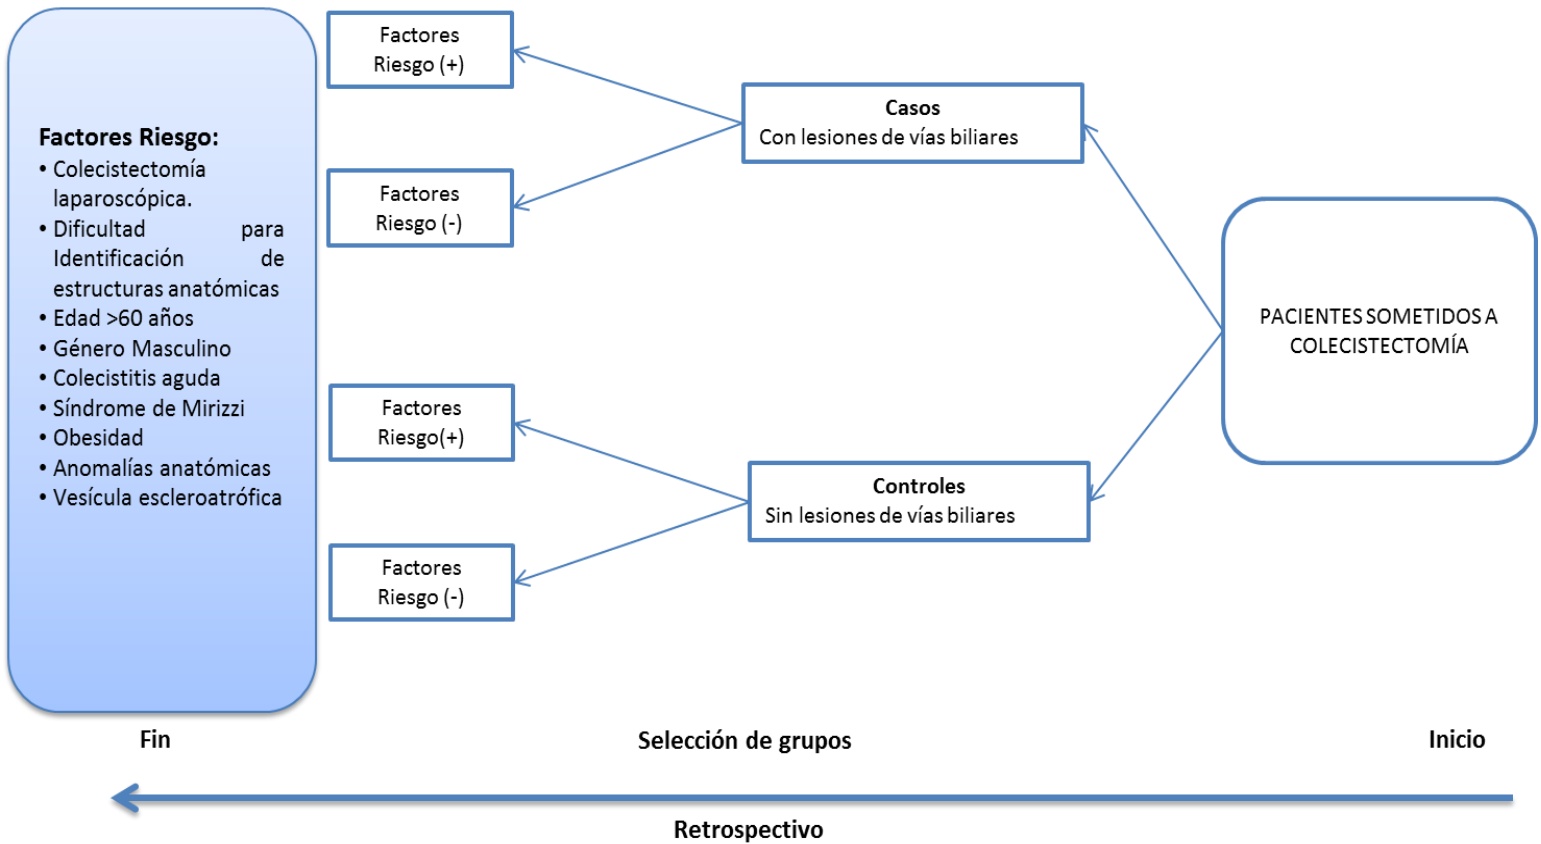 Factores Riesgo:
• Colecistectomía
laparoscópica.
• Dificultad para
Identificación de
estructuras anatómicas
• Edad >60 años
• Género Masculino
• Colecistitis aguda
• Síndrome de Mirizzi
• Obesidad
• Anomalías anatómicas
• Vesícula escleroatrófica
Factores
Riesgo (+)
Factores
Riesgo (-)
Factores
Riesgo(+)
Factores
Riesgo (-)
Casos
Con lesiones de vías biliares
Controles
Sin lesiones de vías biliares
PACIENTES SOMETIDOS A
COLECISTECTOMÍA
Fin
Selección de grupos
Inicio
Retrospectivo